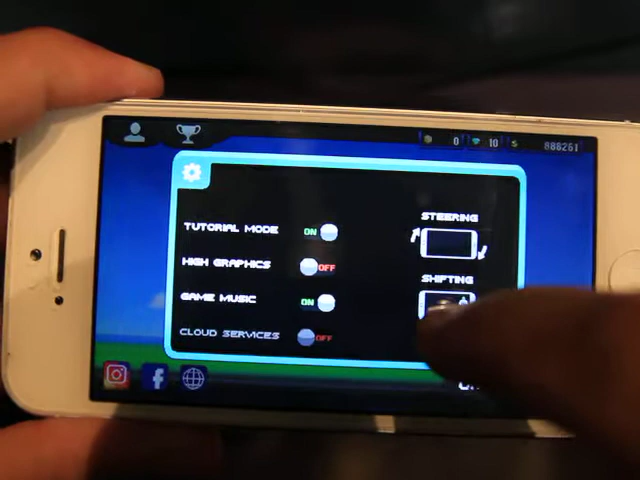 0 10 888261
TUTORIAL MODE ON
HIGH GRAPHICS OFF
GAME MUSIC ON
CLOUD SERVICES OFF
STEERING
SHIFTING